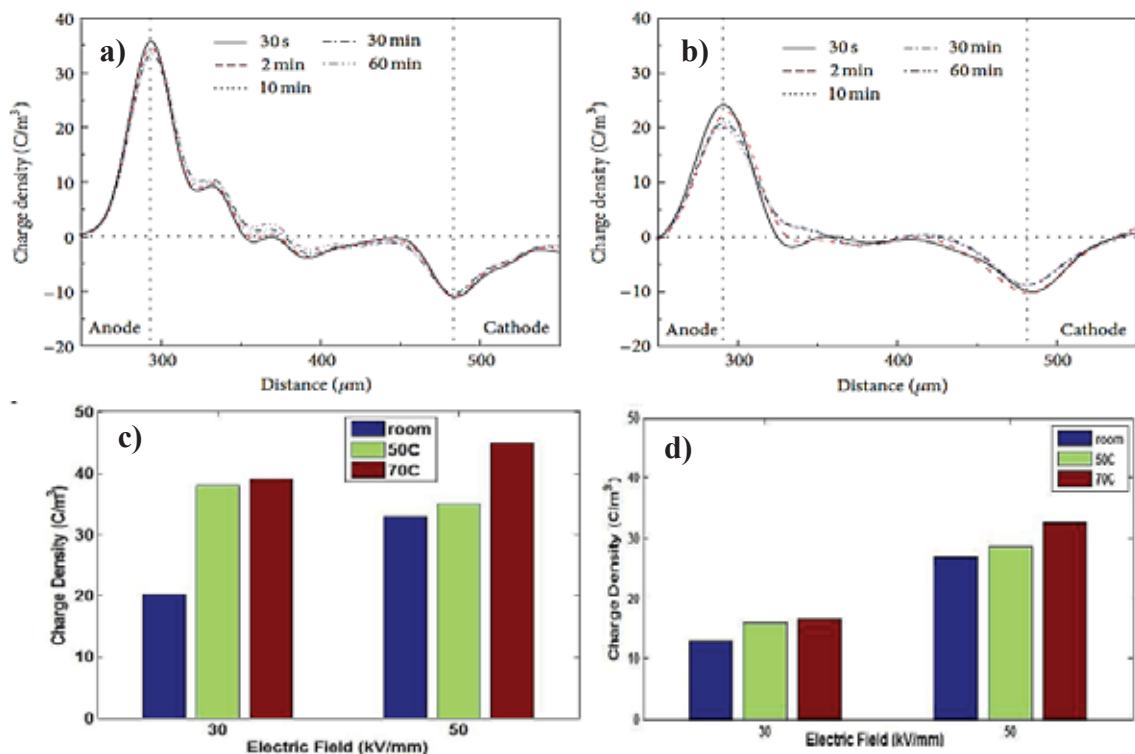 a)
40
30
20
10
0
−10
−20
Charge density (C/m³)
30 s
2 min
10 min
30 min
60 min
Anode
Cathode
300
400
500
Distance (μm)
b)
40
30
20
10
0
−10
−20
Charge density (C/m³)
30 s
2 min
10 min
30 min
60 min
Anode
Cathode
300
400
500
Distance (μm)
c)
50
40
30
20
10
0
Charge Density (C/m³)
room
50C
70C
30
50
Electric Field (kV/mm)
d)
50
40
30
20
10
0
Charge Density (C/m³)
room
50C
70C
30
50
Electric Field (kV/mm)